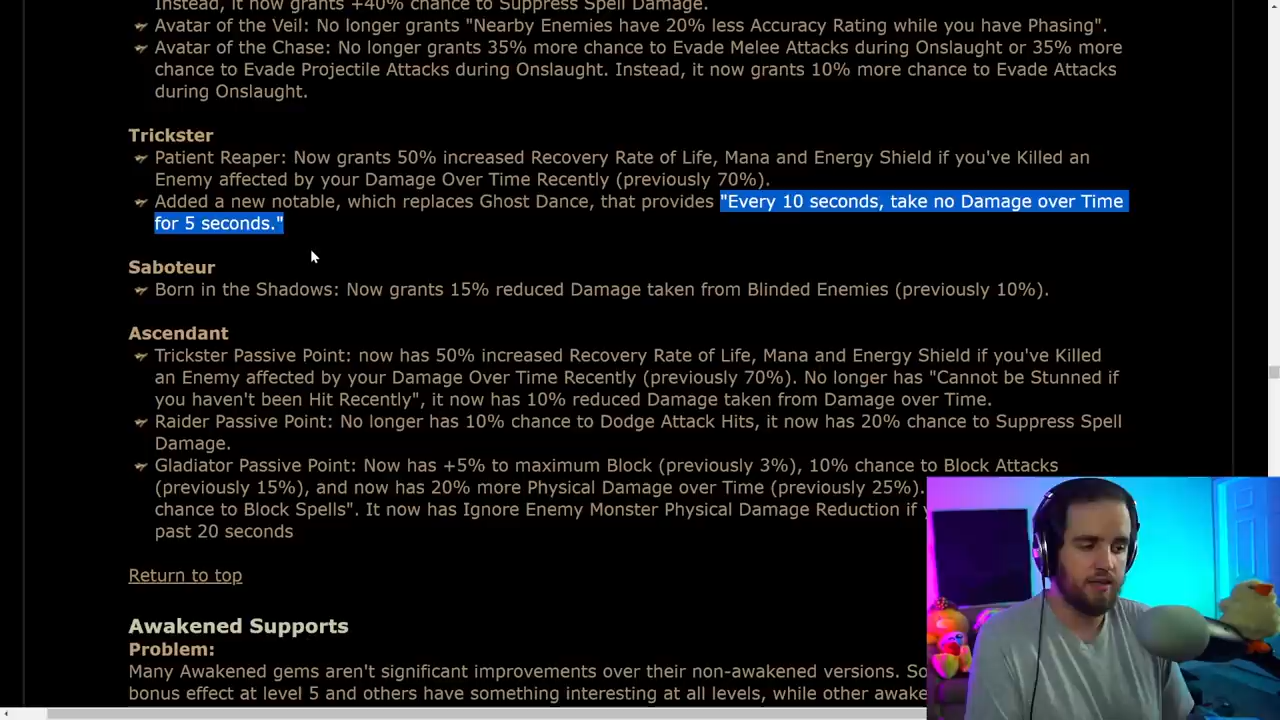 Instead, it now grants +40% chance to Suppress Spell Damage.
Avatar of the Veil: No longer grants "Nearby Enemies have 20% less Accuracy Rating while you have Phasing".
Avatar of the Chase: No longer grants 35% more chance to Evade Melee Attacks during Onslaught or 35% more
chance to Evade Projectile Attacks during Onslaught. Instead, it now grants 10% more chance to Evade Attacks
during Onslaught.
Trickster
Patient Reaper: Now grants 50% increased Recovery Rate of Life, Mana and Energy Shield if you've Killed an
Enemy affected by your Damage Over Time Recently (previously 70%).
Added a new notable, which replaces Ghost Dance, that provides "Every 10 seconds, take no Damage over Time
for 5 seconds."
Saboteur
Born in the Shadows: Now grants 15% reduced Damage taken from Blinded Enemies (previously 10%).
Ascendant
Trickster Passive Point: now has 50% increased Recovery Rate of Life, Mana and Energy Shield if you've Killed
an Enemy affected by your Damage Over Time Recently (previously 70%). No longer has "Cannot be Stunned if
you haven't been Hit Recently", it now has 10% reduced Damage taken from Damage over Time.
Raider Passive Point: No longer has 10% chance to Dodge Attack Hits, it now has 20% chance to Suppress Spell
Damage.
Gladiator Passive Point: Now has +5% to maximum Block (previously 3%), 10% chance to Block Attacks
(previously 15%), and now has 20% more Physical Damage over Time (previously 25%).
chance to Block Spells". It now has Ignore Enemy Monster Physical Damage Reduction if
past 20 seconds
Return to top
Awakened Supports
Problem:
Many Awakened gems aren't significant improvements over their non-awakened versions.
bonus effect at level 5 and others have something interesting at all levels, while other